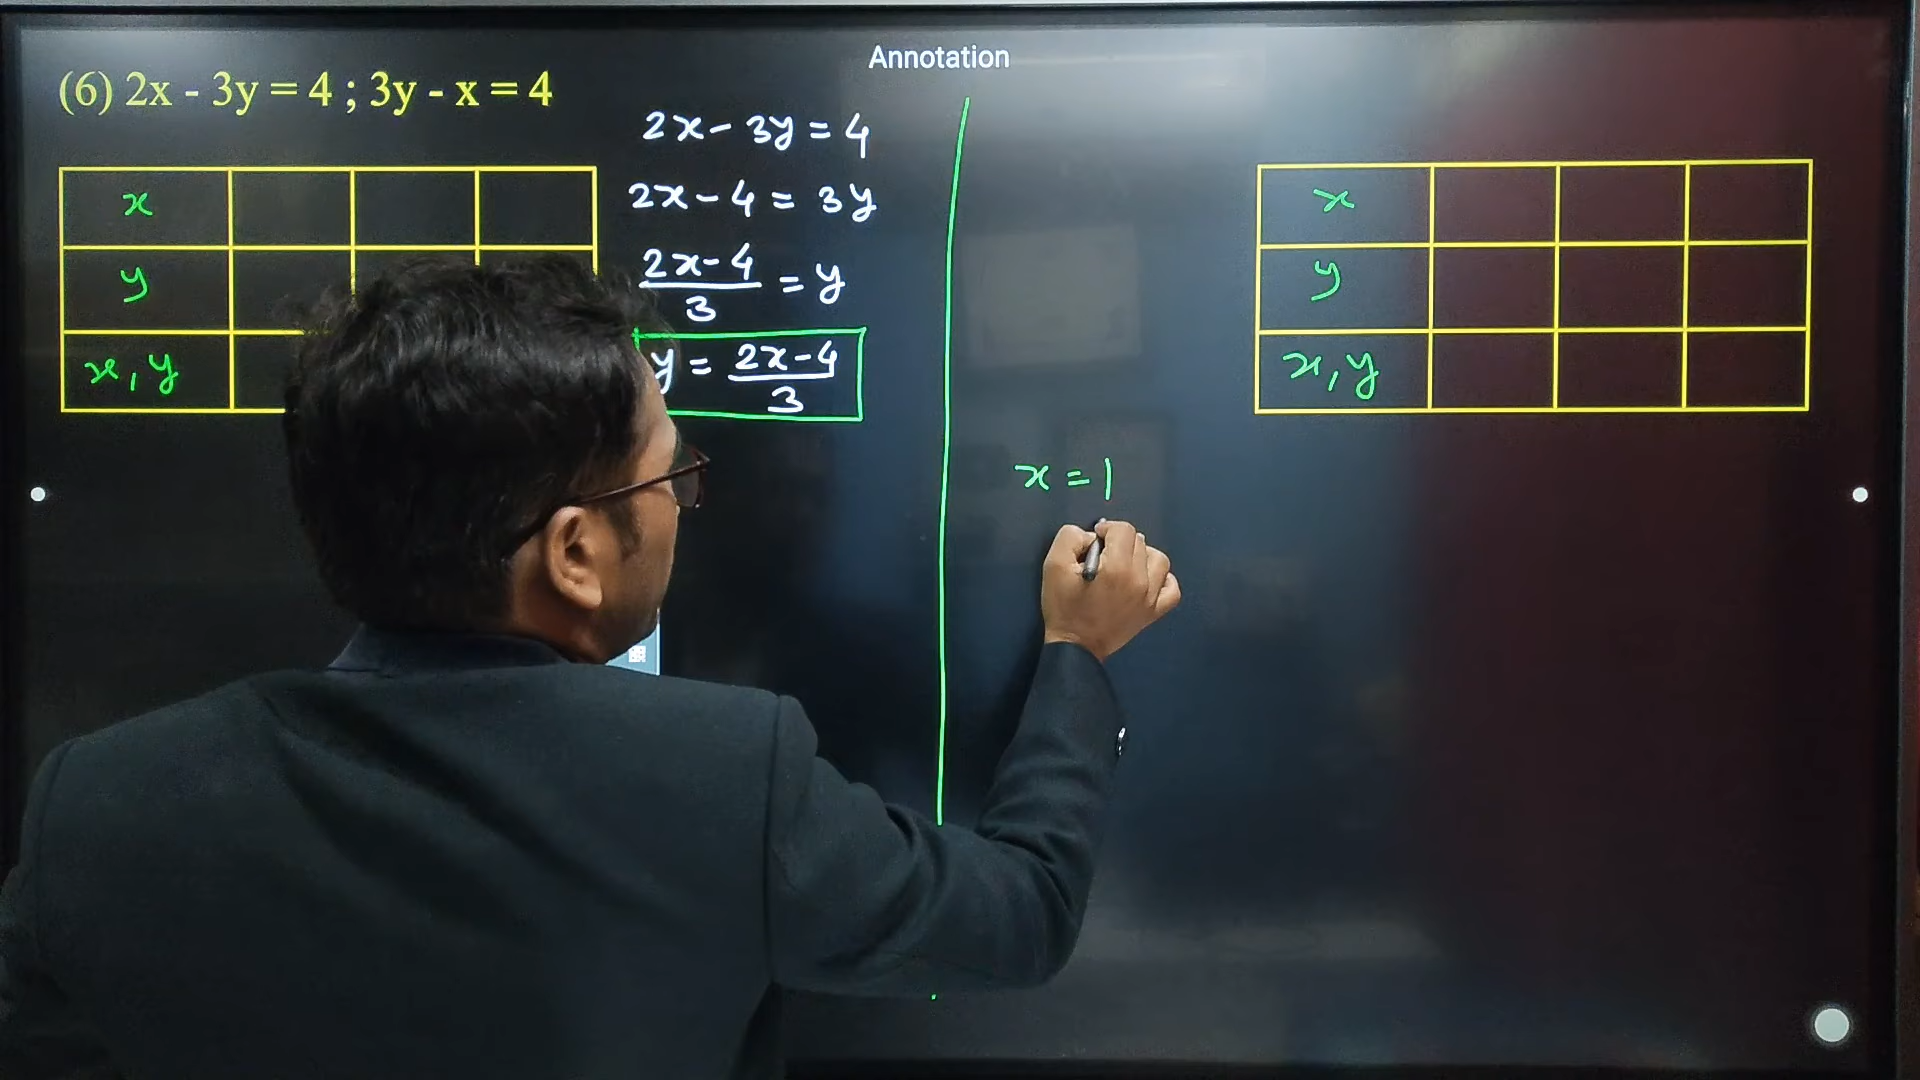 Annotation
(6) 2x - 3y = 4 ; 3y - x = 4
x
y
x, y
2x - 3y = 4
2x - 4 = 3y
2x-4/3 = y
y = 2x-4/3
x
y
x, y
x = 1